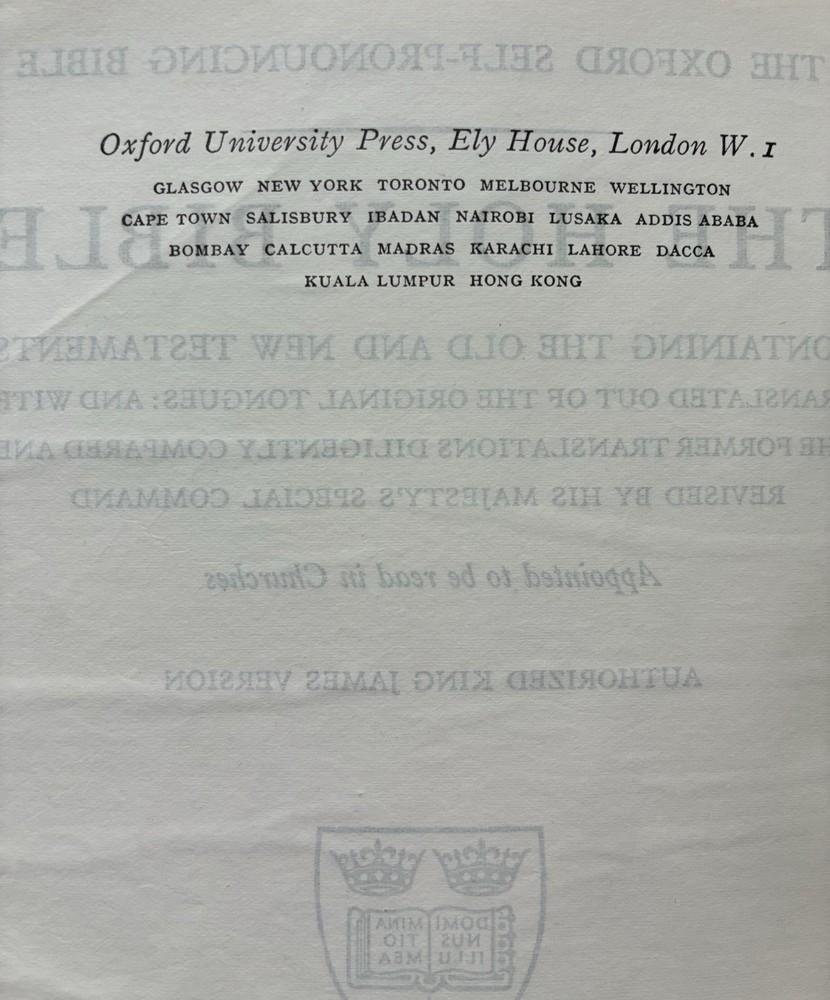 Oxford University Press, Ely House, London W.1
GLASGOW NEW YORK TORONTO MELBOURNE WELLINGTON
CAPE TOWN SALISBURY IBADAN NAIROBI LUSAKA ADDIS ABABA
BOMBAY CALCUTTA MADRAS KARACHI LAHORE DACCA
KUALA LUMPUR HONG KONG
THE OXFORD SELF-PRONOUNCING BIBLE
THE HOLY BIBLE
ONTAINING THE OLD AND NEW TESTAMENTS
RANSLATED OUT OF THE ORIGINAL TONGUES: AND WITH
HE FORMER TRANSLATIONS DILIGENTLY COMPARED AND
REVISED BY HIS MAJESTY'S SPECIAL COMMAND
Appointed to be read in Churches
AUTHORIZED KING JAMES VERSION
DOMI MINA
NUS TIO
ILLU MEA